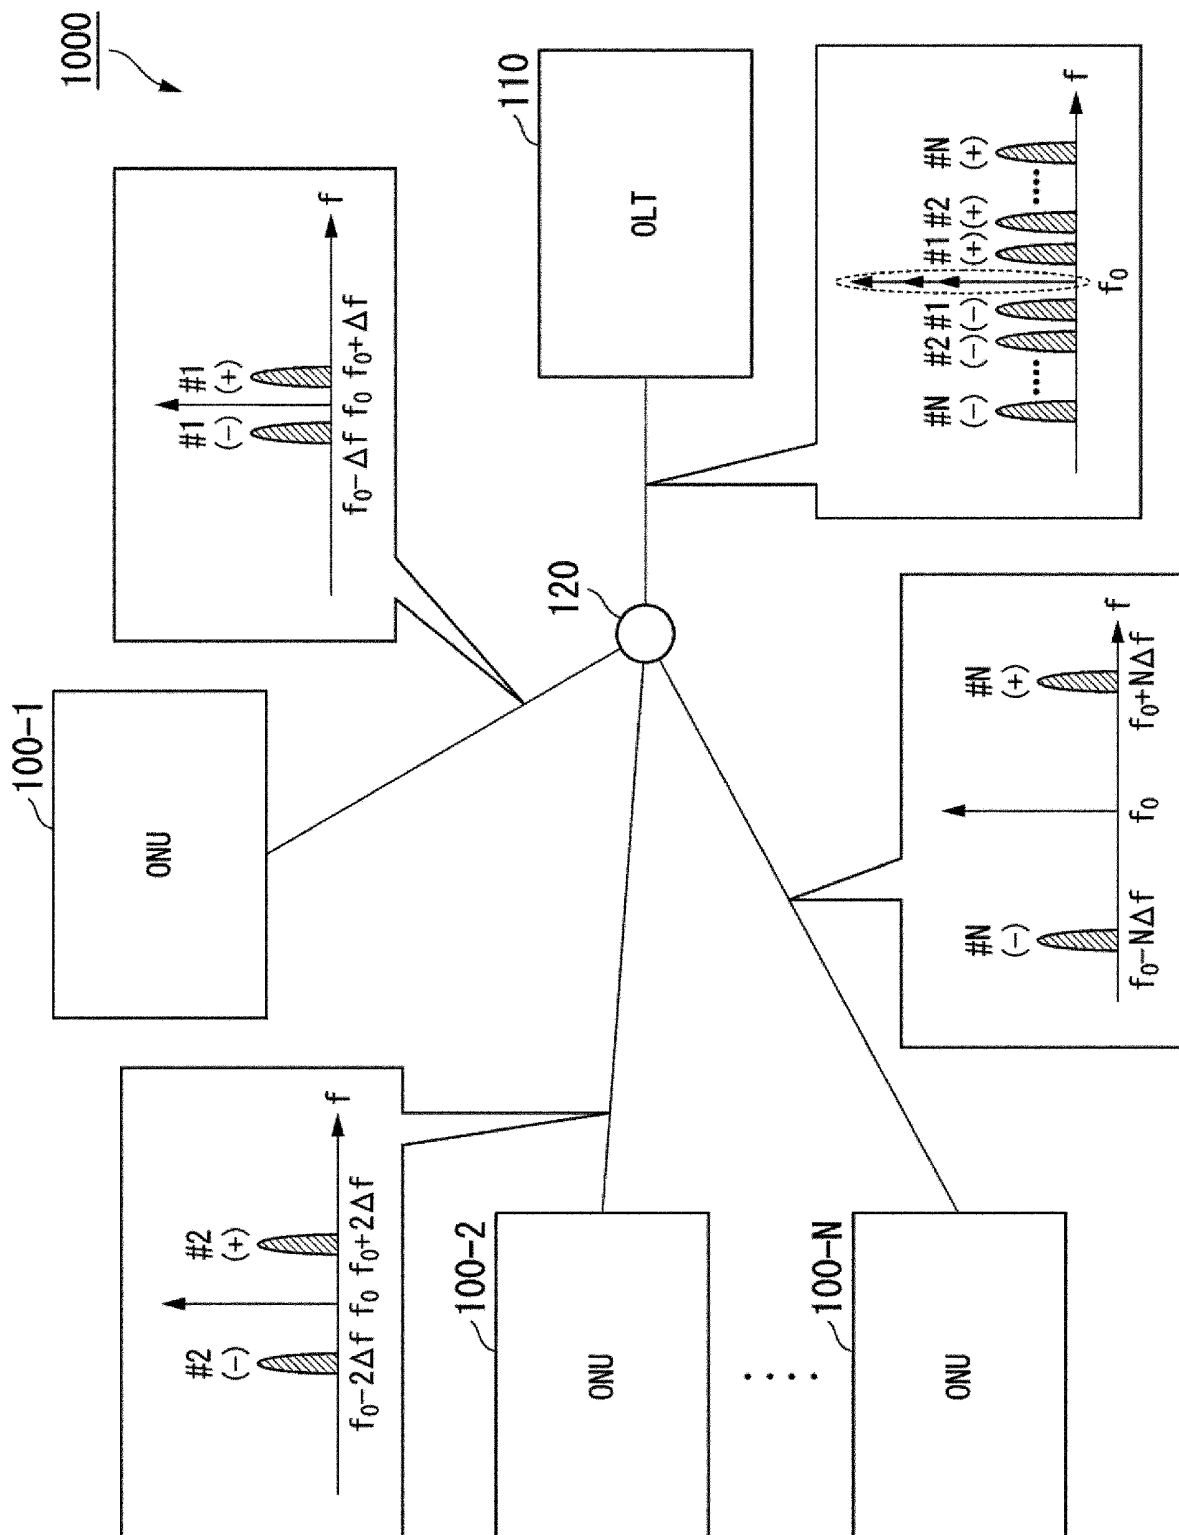 1000
100-1
ONU
#1 #1
(−) (+)
f
f₀−Δf f₀ f₀+Δf
#2 #2
(−) (+)
f
f₀−2Δf f₀ f₀+2Δf
100-2
ONU
....
100-N
ONU
120
110
OLT
#N #2 #1 #1 #2 #N
(−) ..... (−) (−) (+) (+) ..... (+)
f
f₀
#N #N
(−) (+)
f
f₀−NΔf f₀ f₀+NΔf